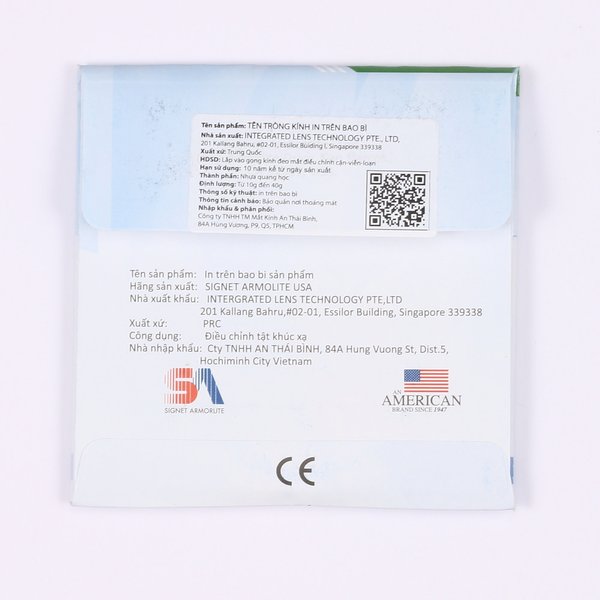 Tên sản phẩm: TÊN TRÒNG KÍNH IN TRÊN BAO BÌ
Nhà sản xuất: INTEGRATED LENS TECHNOLOGY PTE., LTD,
201 Kallang Bahru, #02-01, Essilor Building I, Singapore 339338
Xuất xứ: Trung Quốc
HDSD: Lắp vào gọng kính đeo mắt điều chỉnh cận-viễn-loạn
Hạn sử dụng: 10 năm kể từ ngày sản xuất
Thành phần: Nhựa quang học
Định lượng: Từ 10g đến 40g
Thông số kỹ thuật: in trên bao bì
Thông tin cảnh báo: Bảo quản nơi thoáng mát
Nhập khẩu & phân phối:
Công ty TNHH TM Mắt Kính An Thái Bình,
84A Hùng Vương, P9, Q5, TPHCM
Tên sản phẩm: In trên bao bi sản phẩm
Hãng sản xuất: SIGNET ARMOLITE USA
Nhà xuất khẩu: INTERGRATED LENS TECHNOLOGY PTE,LTD
201 Kallang Bahru,#02-01, Essilor Building, Singapore 339338
Xuất xứ: PRC
Công dụng: Điều chỉnh tật khúc xạ
Nhà nhập khẩu: Cty TNHH AN THÁI BÌNH, 84A Hung Vuong St, Dist.5,
Hochiminh City Vietnam
SA
SIGNET ARMORLITE
AN
AMERICAN
BRAND SINCE 1947
CE